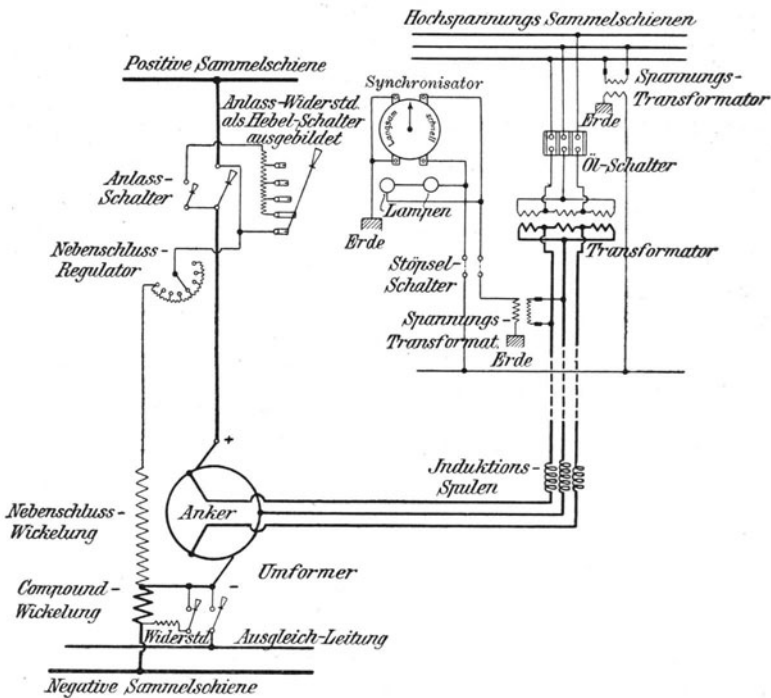 Hochspannungs Sammelschienen
Positive Sammelschiene
Synchronisator
Spannungs-
Transformator
Anlass-Widerstd.
als Hebel-Schalter
ausgebildet
Langsam
schnell
Erde
Öl-Schalter
Anlass-
Schalter
Lampen
Erde
Nebenschluss-
Regulator
Transformator
Stöpsel-
Schalter
Spannungs-
Transformat.
Erde
+
Induktions-
Spulen
Nebenschluss-
Wickelung
Anker
Umformer
-
Compound-
Wickelung
Widerstd.
Ausgleich-Leitung
Negative Sammelschiene